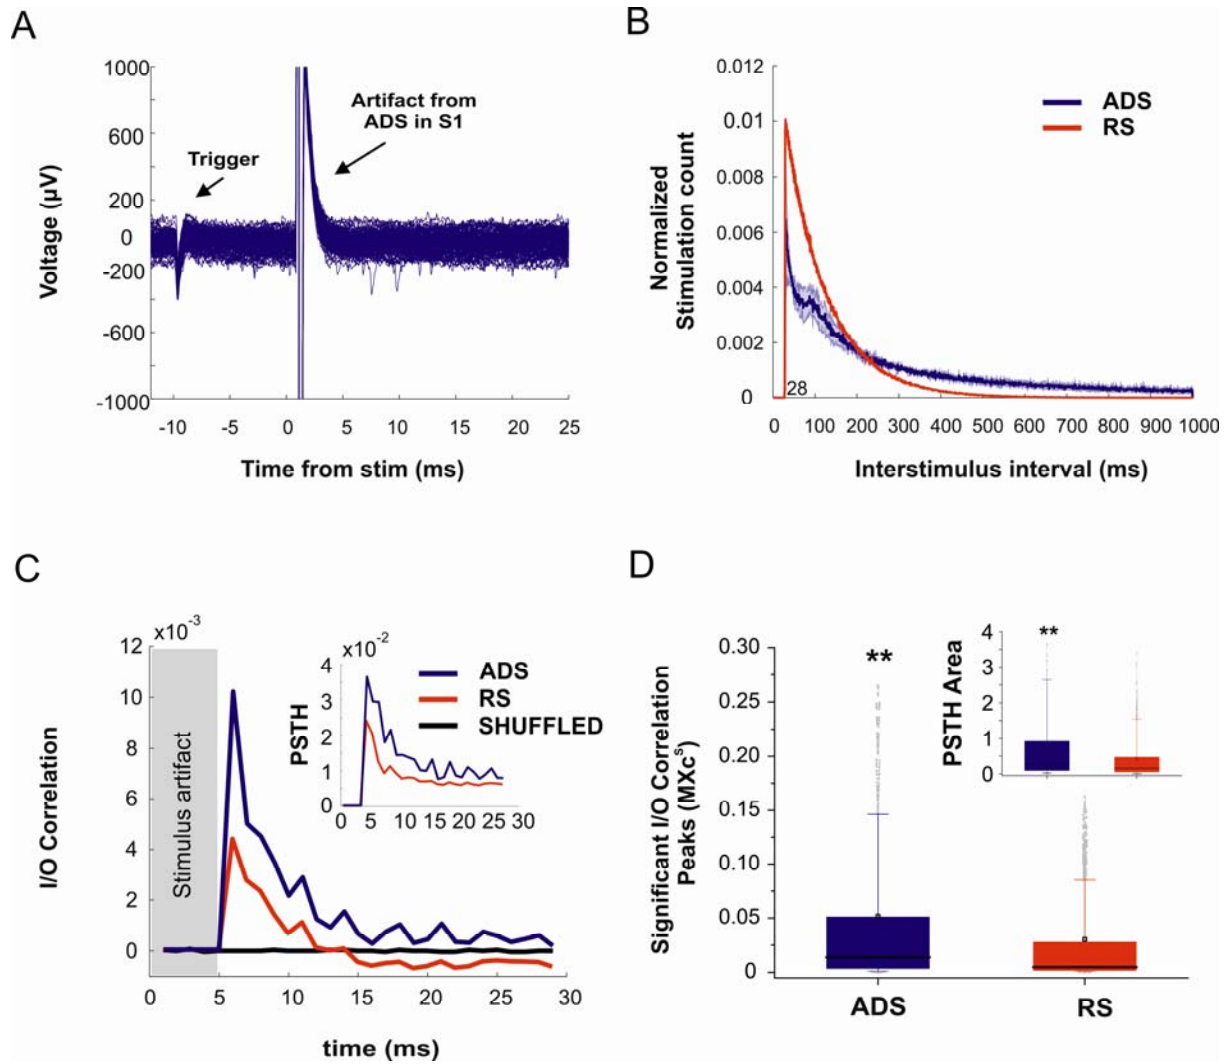 A
1000
600
200
0
-200
-600
-1000
Voltage (µV)
Trigger
Artifact from
ADS in S1
-10
-5
0
5
10
15
20
25
Time from stim (ms)
B
0.012
0.01
0.008
0.006
0.004
0.002
0
Normalized
Stimulation count
ADS
RS
28
0
100
200
300
400
500
600
700
800
900
1000
Interstimulus interval (ms)
C
x10⁻³
12
10
8
6
4
2
0
I/O Correlation
Stimulus artifact
x10⁻²
4
3
2
1
0
PSTH
0
5
10
15
20
25
30
ADS
RS
SHUFFLED
0
5
10
15
20
25
30
time (ms)
D
0.30
0.25
0.20
0.15
0.10
0.05
0
Significant I/O Correlation
Peaks (MXcˢ)
**
4
3
2
1
0
PSTH Area
**
ADS
RS